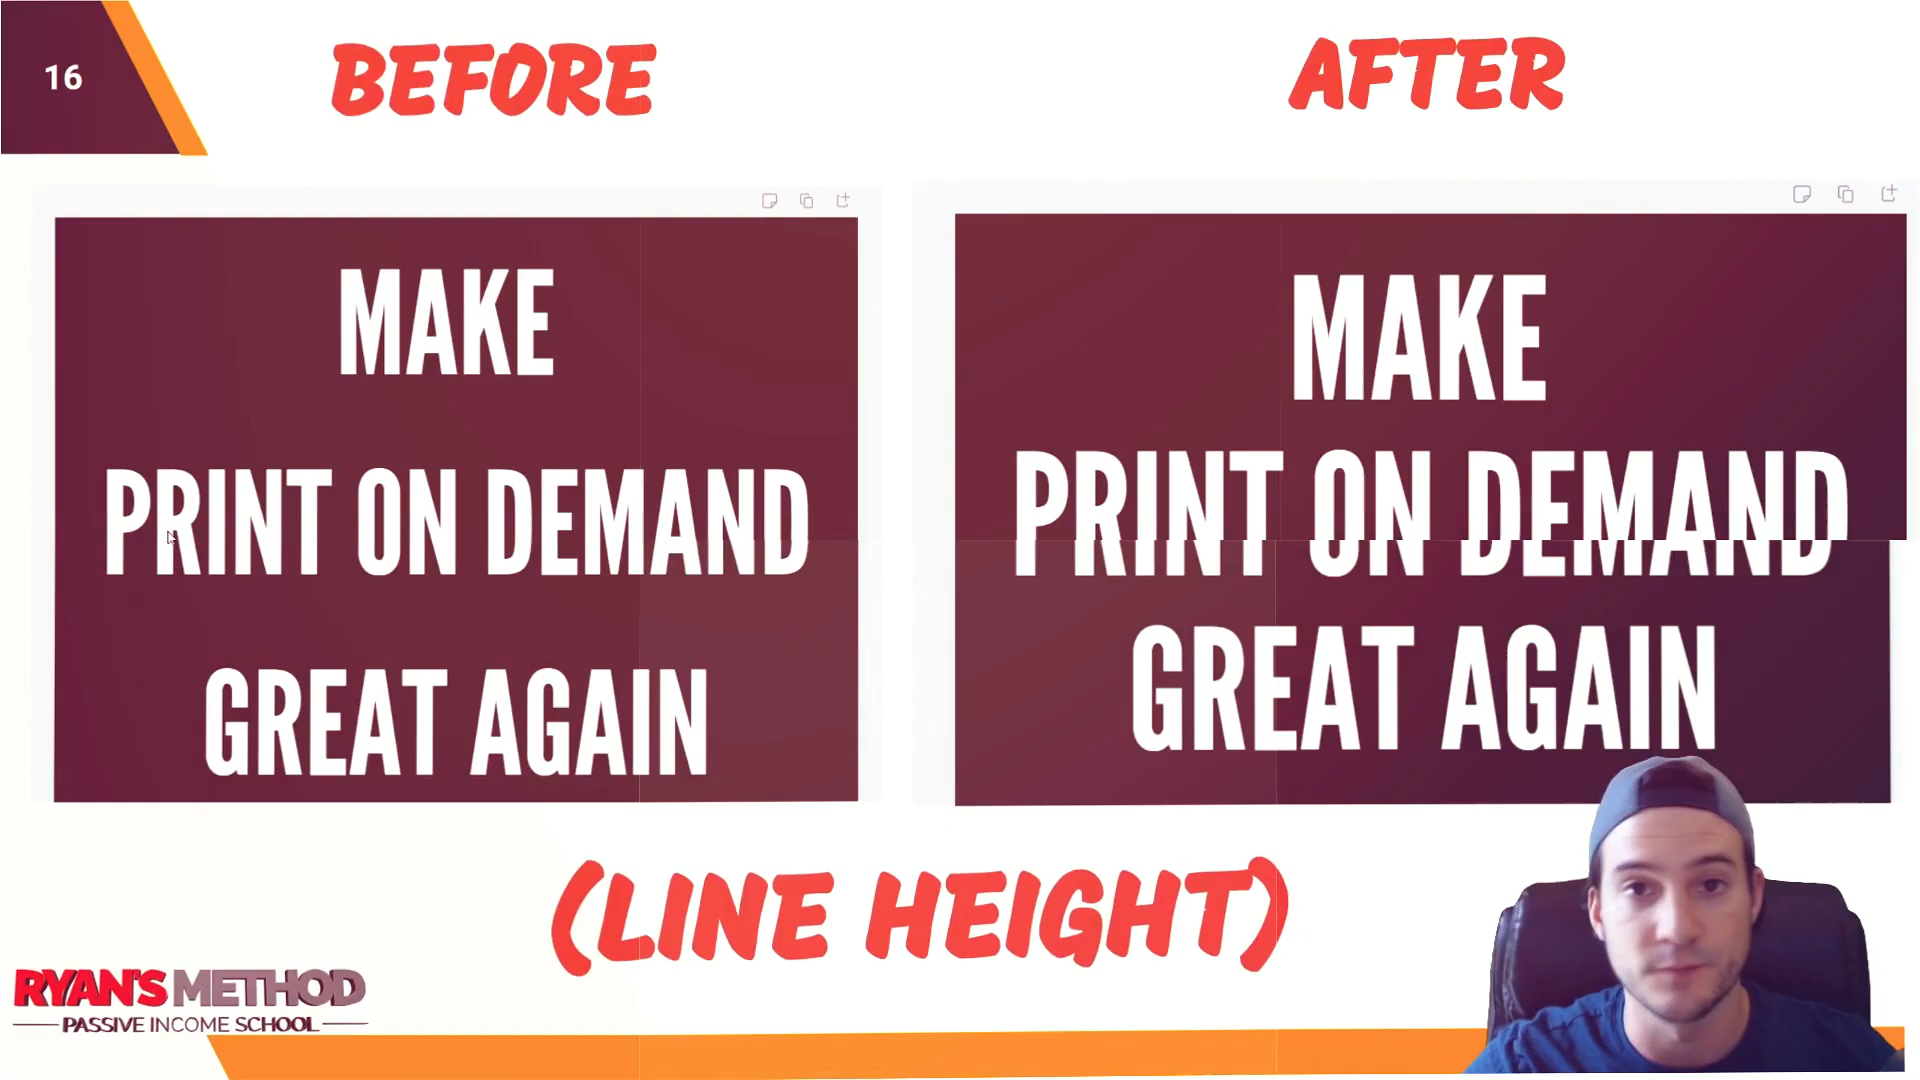 16
BEFORE
AFTER
MAKE
PRINT ON DEMAND
GREAT AGAIN
MAKE
PRINT ON DEMAND
GREAT AGAIN
(LINE HEIGHT)
RYAN'S METHOD
PASSIVE INCOME SCHOOL